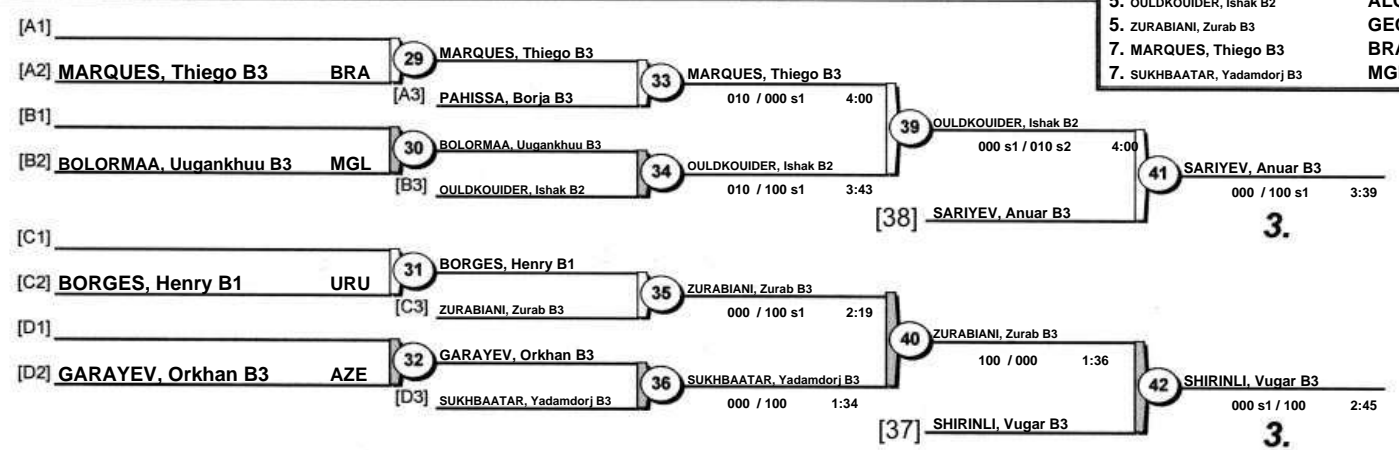 5. OULDKOUIDER, Ishak B2
5. ZURABIANI, Zurab B3
7. MARQUES, Thiego B3 BRA
7. SUKHBAATAR, Yadamdorj B3
[A1]
[A2] MARQUES, Thiego B3 BRA
29
MARQUES, Thiego B3
[A3] PAHISSA, Borja B3
33
MARQUES, Thiego B3
010 / 000 s1 4:00
[B1]
[B2] BOLORMAA, Uugankhuu B3 MGL
30
BOLORMAA, Uugankhuu B3
[B3] OULDKOUIDER, Ishak B2
34
OULDKOUIDER, Ishak B2
010 / 100 s1 3:43
39
OULDKOUIDER, Ishak B2
000 s1 / 010 s2 4:00
[38] SARIYEV, Anuar B3
41
SARIYEV, Anuar B3
000 / 100 s1 3:39
3.
[C1]
[C2] BORGES, Henry B1 URU
31
BORGES, Henry B1
[C3] ZURABIANI, Zurab B3
35
ZURABIANI, Zurab B3
000 / 100 s1 2:19
[D1]
[D2] GARAYEV, Orkhan B3 AZE
32
GARAYEV, Orkhan B3
[D3] SUKHBAATAR, Yadamdorj B3
36
SUKHBAATAR, Yadamdorj B3
000 / 100 1:34
40
ZURABIANI, Zurab B3
100 / 000 1:36
[37] SHIRINLI, Vugar B3
42
SHIRINLI, Vugar B3
000 s1 / 100 2:45
3.